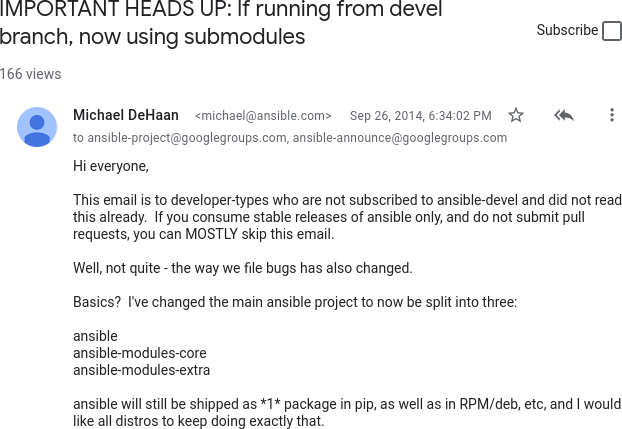 IMPORTANT HEADS UP: If running from devel
branch, now using submodules
Subscribe
166 views
Michael DeHaan <michael@ansible.com> Sep 26, 2014, 6:34:02 PM
to ansible-project@googlegroups.com, ansible-announce@googlegroups.com
Hi everyone,
This email is to developer-types who are not subscribed to ansible-devel and did not read
this already.  If you consume stable releases of ansible only, and do not submit pull
requests, you can MOSTLY skip this email.
Well, not quite - the way we file bugs has also changed.
Basics?  I've changed the main ansible project to now be split into three:
ansible
ansible-modules-core
ansible-modules-extra
ansible will still be shipped as *1* package in pip, as well as in RPM/deb, etc, and I would
like all distros to keep doing exactly that.